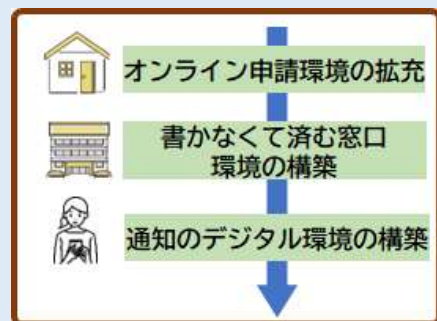 オンライン申請環境の拡充
書かなくて済む窓口
環境の構築
通知のデジタル環境の構築